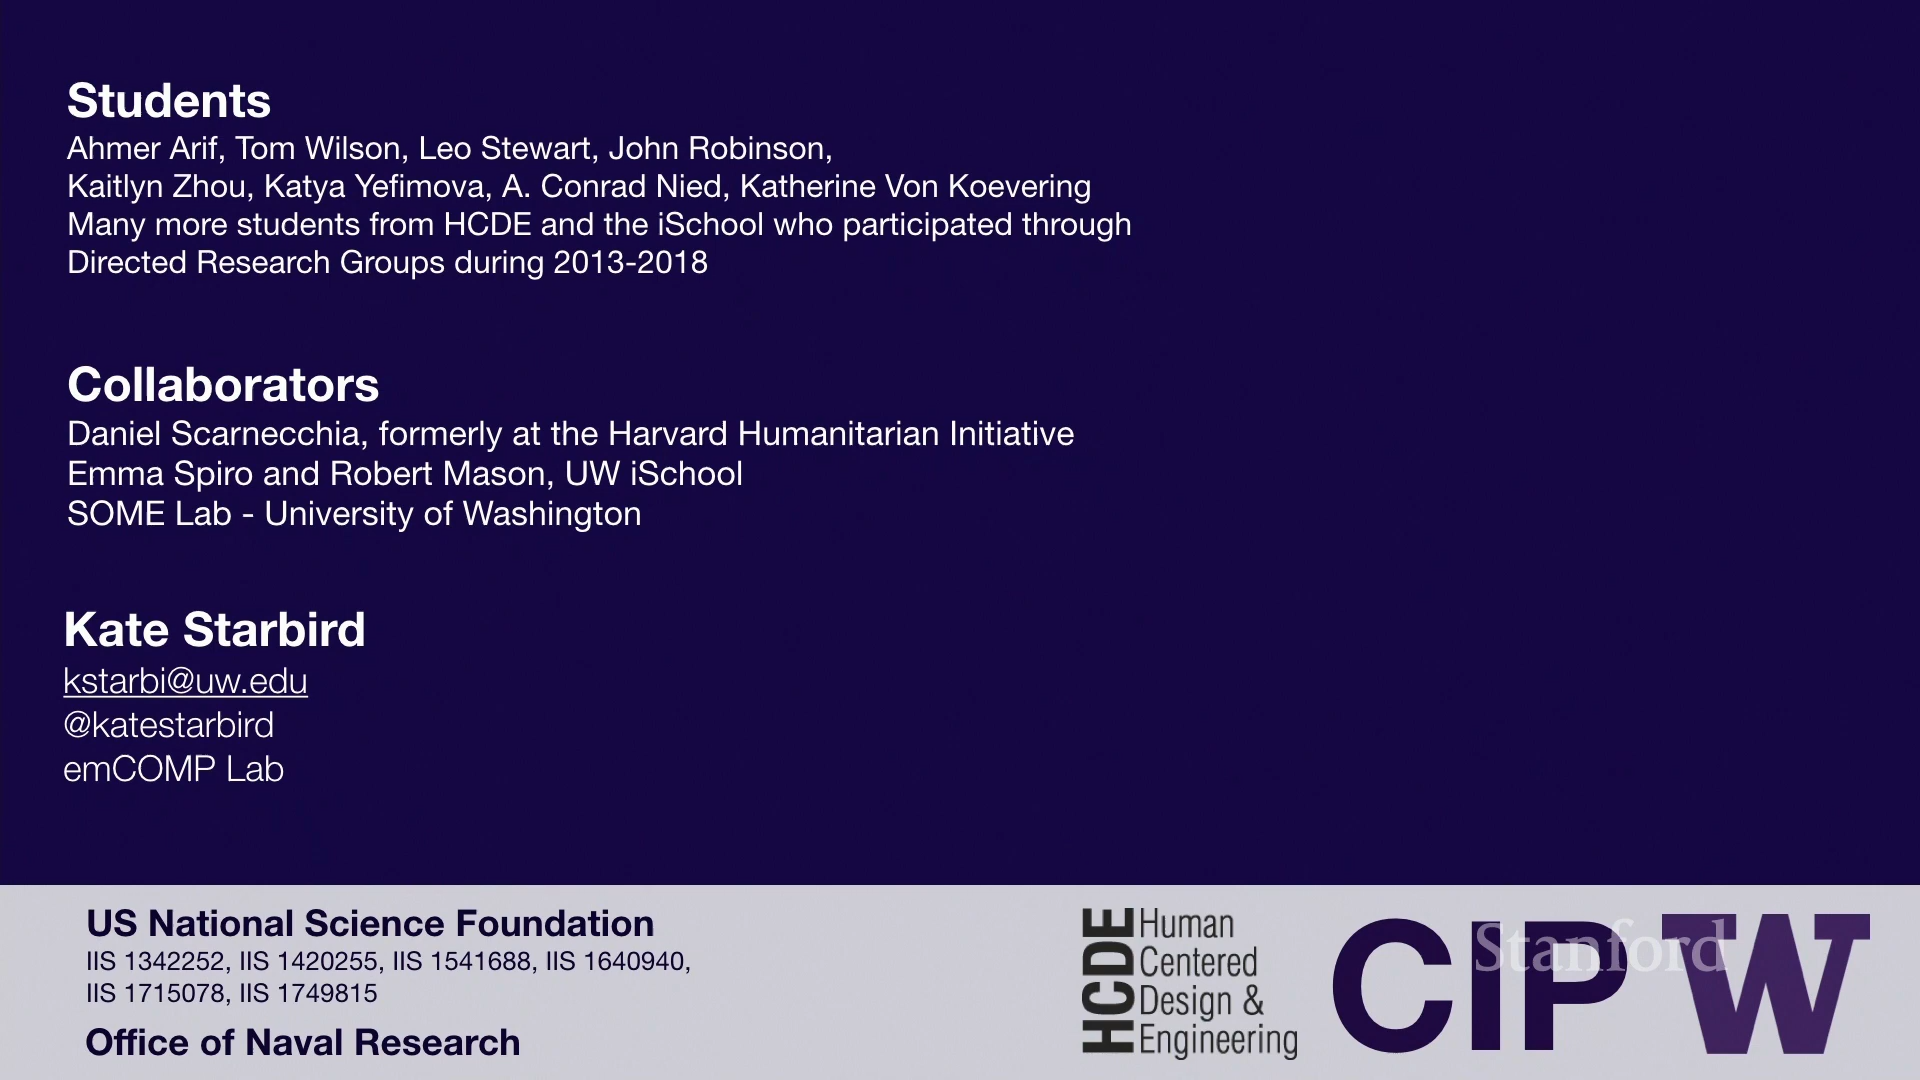 Students
Ahmer Arif, Tom Wilson, Leo Stewart, John Robinson,
Kaitlyn Zhou, Katya Yefimova, A. Conrad Nied, Katherine Von Koevering
Many more students from HCDE and the iSchool who participated through
Directed Research Groups during 2013-2018
Collaborators
Daniel Scarnecchia, formerly at the Harvard Humanitarian Initiative
Emma Spiro and Robert Mason, UW iSchool
SOME Lab - University of Washington
Kate Starbird
kstarbi@uw.edu
@katestarbird
emCOMP Lab
US National Science Foundation
IIS 1342252, IIS 1420255, IIS 1541688, IIS 1640940,
IIS 1715078, IIS 1749815
Office of Naval Research
HCDE
Human
Centered
Design &
Engineering
CIP
W
Stanford